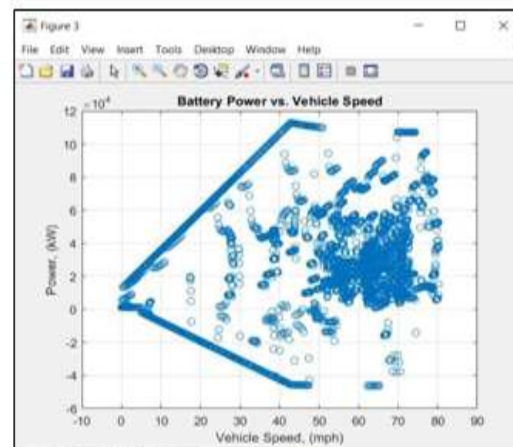 Figure 3
File Edit View Insert Tools Desktop Window Help
Battery Power vs. Vehicle Speed
×10⁴
12
10
8
6
4
2
0
-2
-4
-6
Power, (kW)
-10 0 10 20 30 40 50 60 70 80 90
Vehicle Speed, (mph)